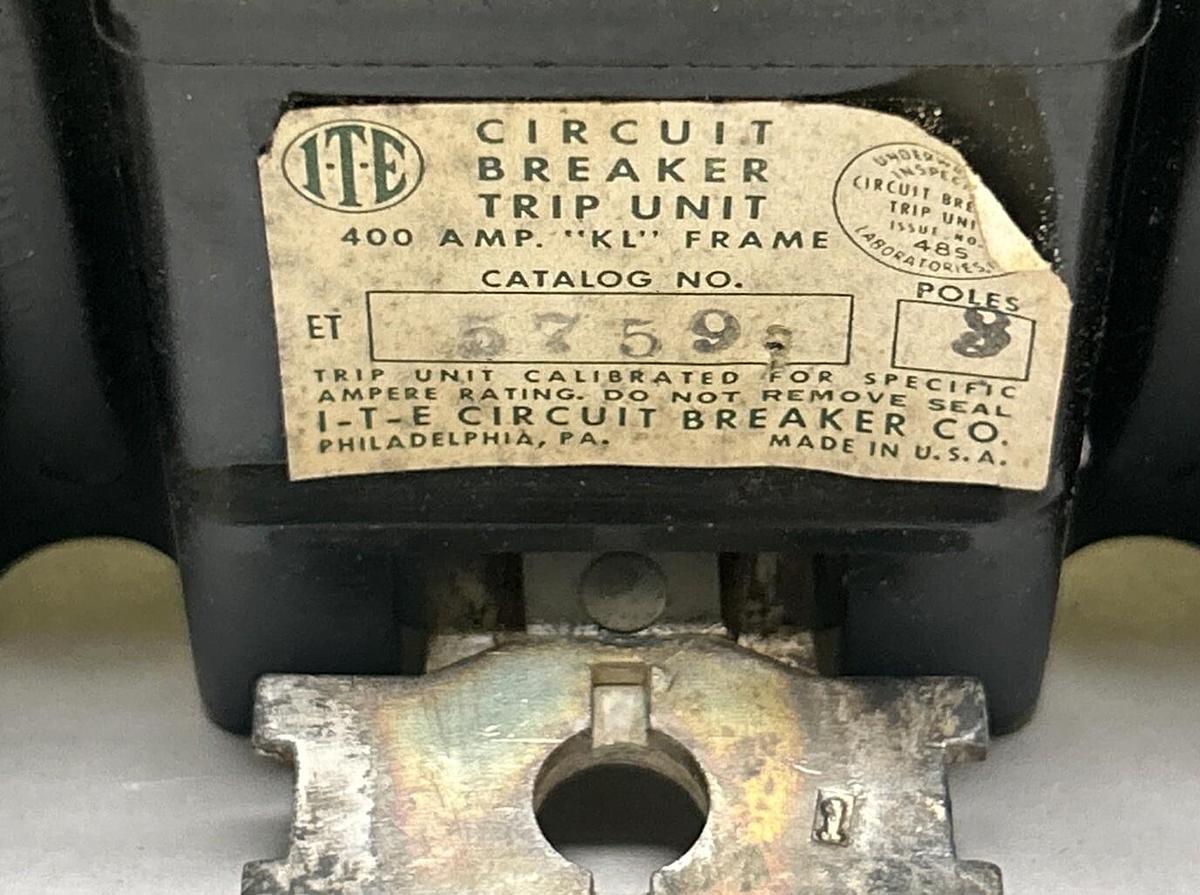 I-T-E
CIRCUIT
BREAKER
TRIP UNIT
400 AMP. "KL" FRAME
CATALOG NO.
ET 5759
INSPEC
CIRCUIT BRE
TRIP UNI
ISSUE NO.
485
LABORATORIES,
POLES
3
TRIP UNIT CALIBRATED FOR SPECIFIC
AMPERE RATING. DO NOT REMOVE SEAL
I-T-E CIRCUIT BREAKER CO.
PHILADELPHIA, PA. MADE IN U.S.A.